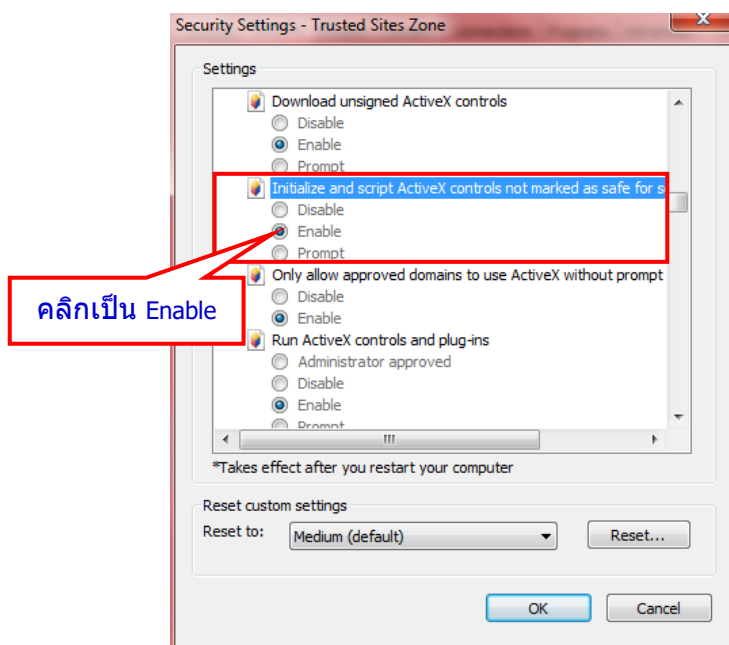 Security Settings - Trusted Sites Zone
Settings
Download unsigned ActiveX controls
Disable
Enable
Prompt
Initialize and script ActiveX controls not marked as safe for s
Disable
Enable
Prompt
Only allow approved domains to use ActiveX without prompt
Disable
Enable
Run ActiveX controls and plug-ins
Administrator approved
Disable
Enable
Prompt
คลิกเป็น Enable
*Takes effect after you restart your computer
Reset custom settings
Reset to:
Medium (default)
Reset...
OK
Cancel